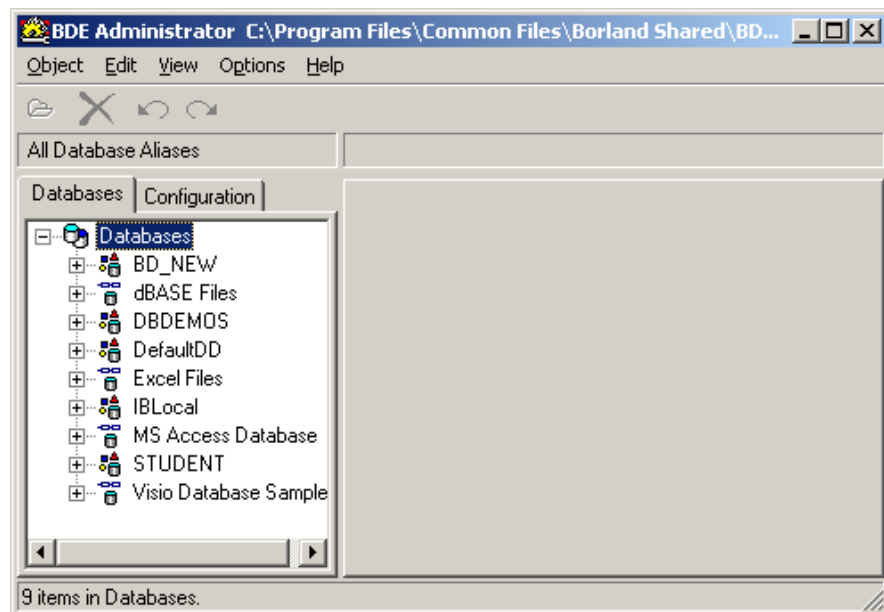 BDE Administrator C:\Program Files\Common Files\Borland Shared\BD...
Object Edit View Options Help
All Database Aliases
Databases Configuration
Databases
BD_NEW
dBASE Files
DBDEMOS
DefaultDD
Excel Files
IBLocal
MS Access Database
STUDENT
Visio Database Sample
9 items in Databases.